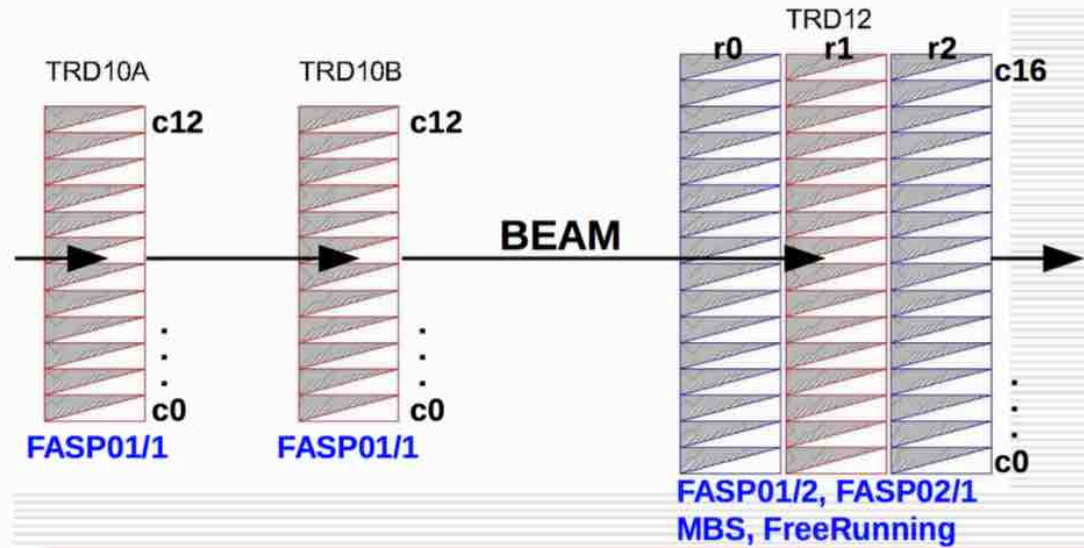 TRD10A
c12
.
.
.
c0
FASP01/1
TRD10B
c12
.
.
.
c0
FASP01/1
BEAM
TRD12
r0 r1 r2
c16
.
.
.
c0
FASP01/2, FASP02/1
MBS, FreeRunning